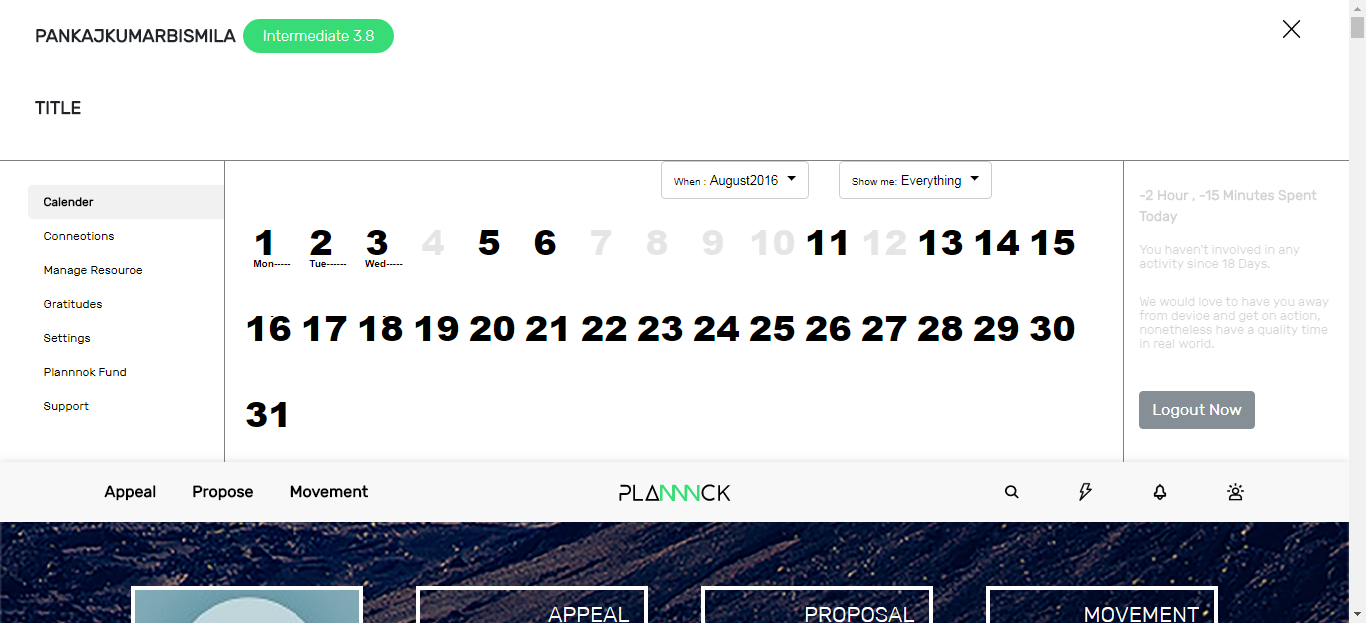 PANKAJKUMARBISMILA Intermediate 3.8
TITLE
When : August2016 Show me: Everything
Calender
Conneotions
Manage Resouroe
Gratitudes
Settings
Plannnok Fund
Support
1 2 3 4 5 6 7 8 9 10 11 12 13 14 15
Mon----- Tue------ Wed-----
16 17 18 19 20 21 22 23 24 25 26 27 28 29 30
31
-2 Hour , -15 Minutes Spent
Today
You haven't involved in any
activity since 18 Days.
We would love to have you away
from device and get on action,
nonetheless have a quality time
in real world.
Logout Now
Appeal Propose Movement PLANNNCK
APPEAL PROPOSAL MOVEMENT